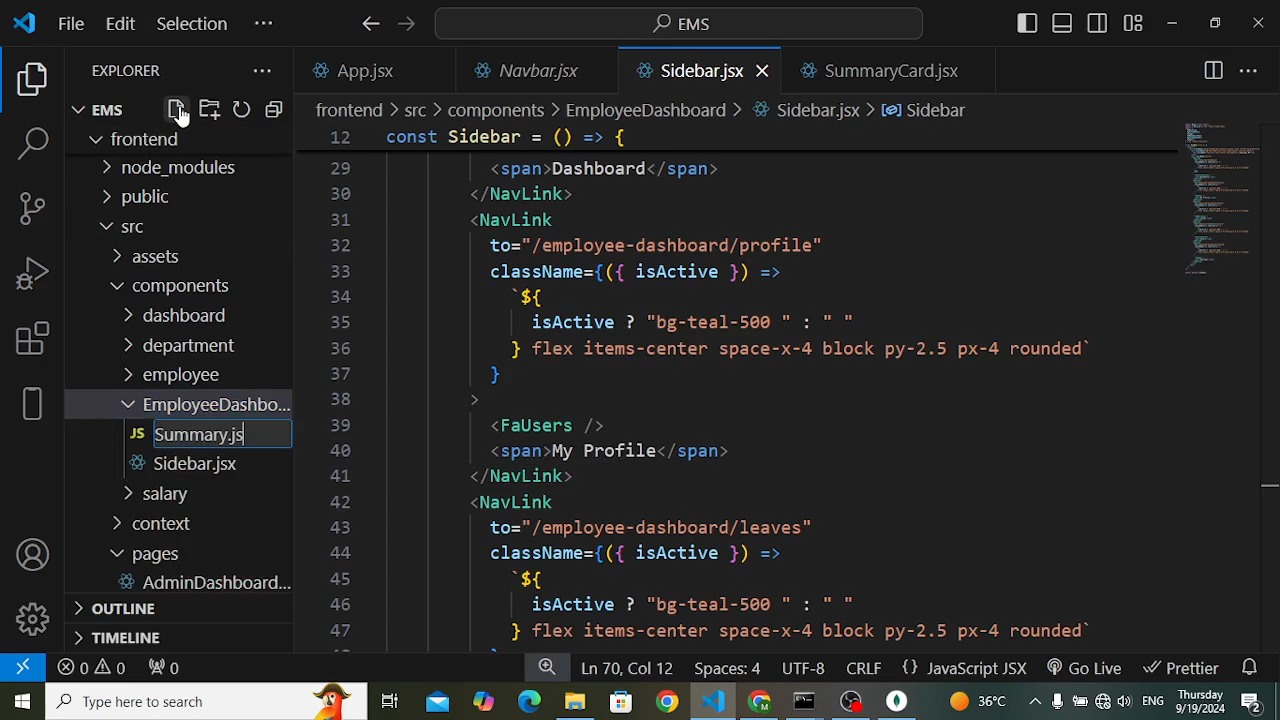 File Edit Selection ··· EMS
EXPLORER ···
App.jsx Navbar.jsx Sidebar.jsx SummaryCard.jsx ···
EMS
frontend
node_modules
public
src
assets
components
dashboard
department
employee
EmployeeDashbo...
JS Summary.js
Sidebar.jsx
salary
context
pages
AdminDashboard...
OUTLINE
TIMELINE
frontend > src > components > EmployeeDashboard > Sidebar.jsx > Sidebar
12 const Sidebar = () => {
29 <span>Dashboard</span>
30 </NavLink>
31 <NavLink
32 to="/employee-dashboard/profile"
33 className={({ isActive }) =>
34 `${
35 isActive ? "bg-teal-500 " : " "
36 } flex items-center space-x-4 block py-2.5 px-4 rounded`
37 }
38 >
39 <FaUsers />
40 <span>My Profile</span>
41 </NavLink>
42 <NavLink
43 to="/employee-dashboard/leaves"
44 className={({ isActive }) =>
45 `${
46 isActive ? "bg-teal-500 " : " "
47 } flex items-center space-x-4 block py-2.5 px-4 rounded`
0 0 0 Ln 70, Col 12 Spaces: 4 UTF-8 CRLF {} JavaScript JSX Go Live Prettier
Type here to search 36°C ENG Thursday
9/19/2024 2